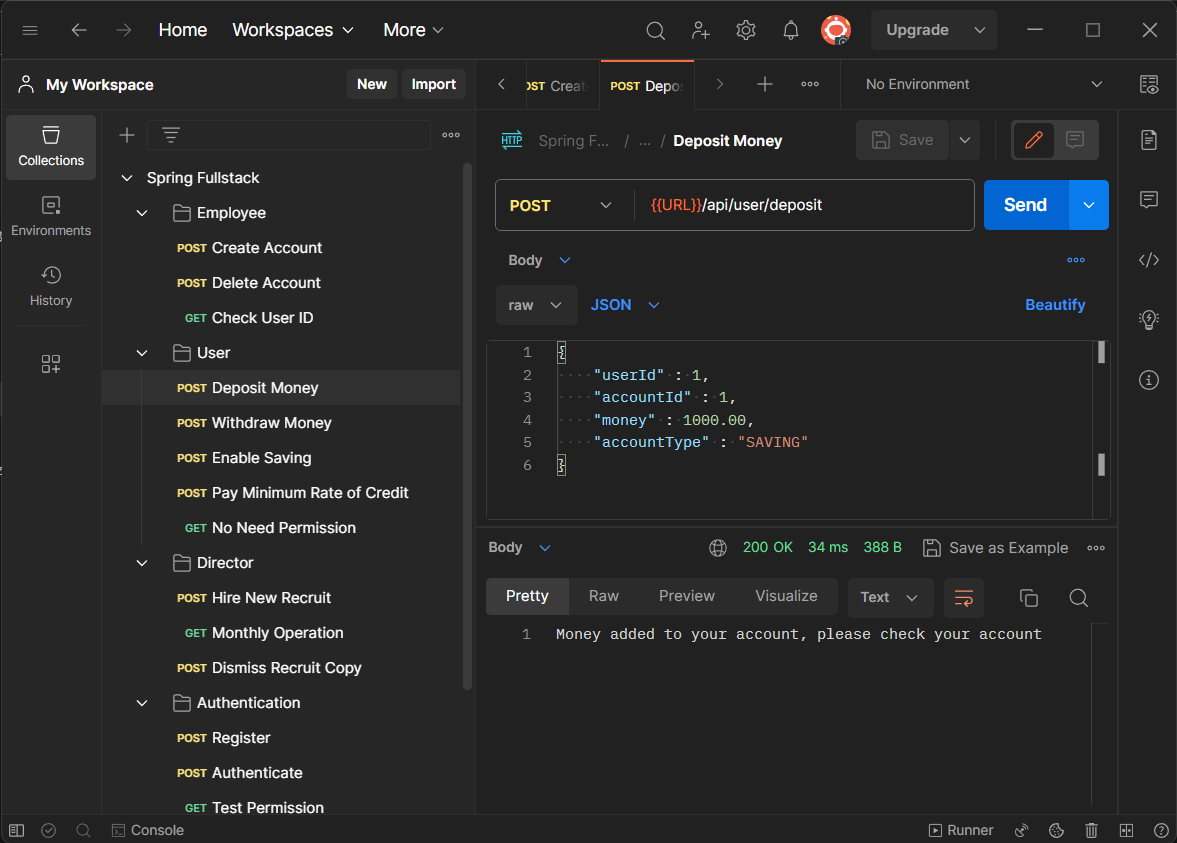 Home Workspaces More Upgrade
My Workspace New Import
OST Creat POST Depo No Environment
Collections
Environments
History
Spring Fullstack
Employee
POST Create Account
POST Delete Account
GET Check User ID
User
POST Deposit Money
POST Withdraw Money
POST Enable Saving
POST Pay Minimum Rate of Credit
GET No Need Permission
Director
POST Hire New Recruit
GET Monthly Operation
POST Dismiss Recruit Copy
Authentication
POST Register
POST Authenticate
GET Test Permission
HTTP Spring F... / ... / Deposit Money Save
POST {{URL}}/api/user/deposit Send
Body
raw JSON Beautify
1 {
2 "userId" : 1,
3 "accountId" : 1,
4 "money" : 1000.00,
5 "accountType" : "SAVING"
6 }
Body 200 OK 34 ms 388 B Save as Example
Pretty Raw Preview Visualize Text
1 Money added to your account, please check your account
Console Runner